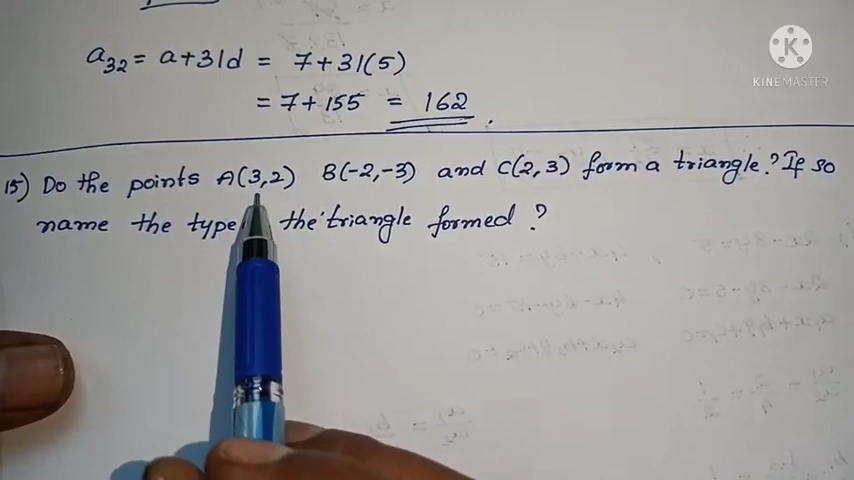 a32 = a+31d = 7+31(5)
= 7+155 = 162.
KINEMASTER
15) Do the points A(3,2) B(-2,-3) and C(2,3) form a triangle? If so
name the type the triangle formed ?